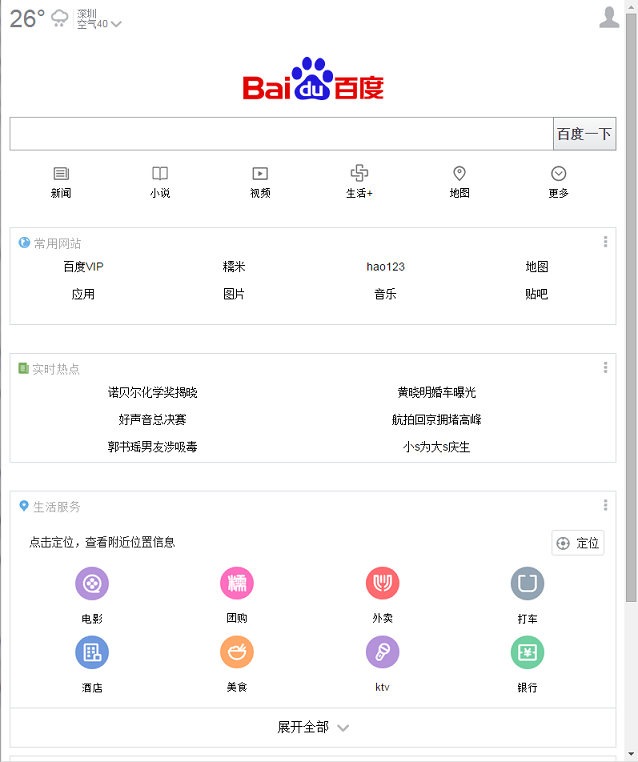 26°
深圳
空气40
Bai du 百度
百度一下
新闻 小说 视频 生活+ 地图 更多
常用网站
百度VIP 糯米 hao123 地图
应用 图片 音乐 贴吧
实时热点
诺贝尔化学奖揭晓 黄晓明婚车曝光
好声音总决赛 航拍回京拥堵高峰
郭书瑶男友涉吸毒 小s为大s庆生
生活服务
点击定位，查看附近位置信息 定位
糯
电影 团购 外卖 打车
酒店 美食 ktv 银行
展开全部